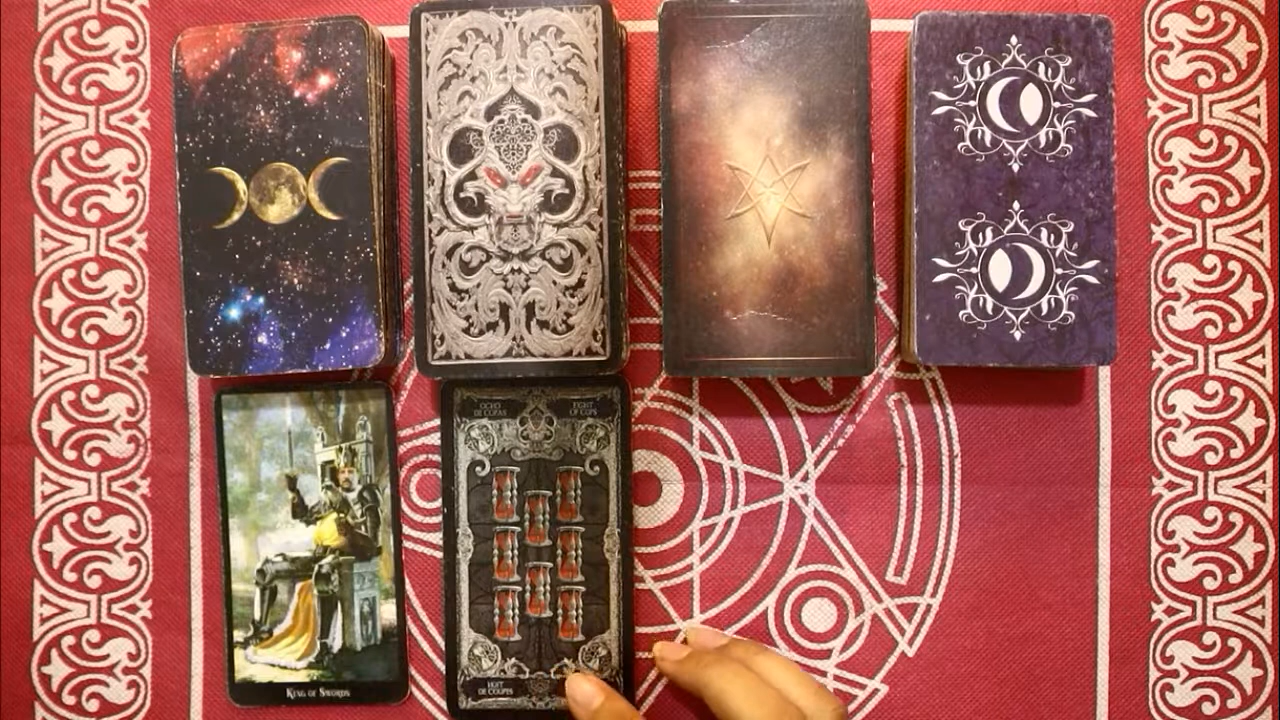 KING OF SWORDS
OCHO
DE COPAS
EIGHT
OF CUPS
HUIT
DE COUPES